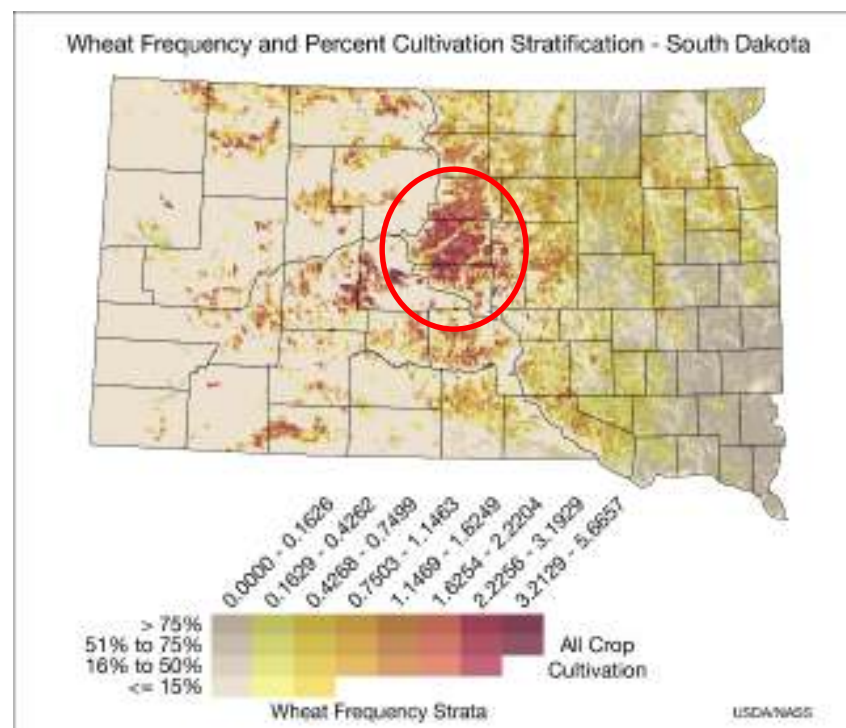 Wheat Frequency and Percent Cultivation Stratification - South Dakota
0.0000 - 0.1626
0.1629 - 0.4262
0.4268 - 0.7499
0.7503 - 1.1463
1.1469 - 1.6249
1.6254 - 2.2204
2.2256 - 3.1929
3.2129 - 5.6657
> 75%
51% to 75%
16% to 50%
<= 15%
All Crop
Cultivation
Wheat Frequency Strata
USDA/NASS